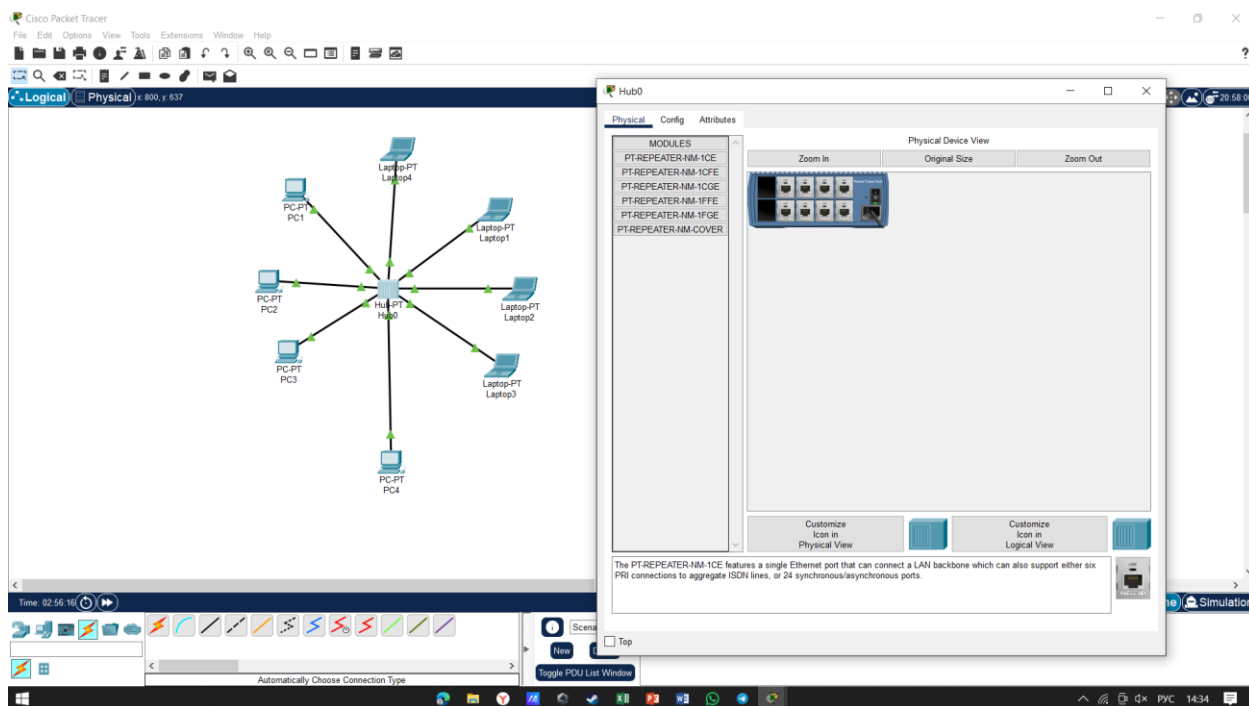 Cisco Packet Tracer
File Edit Options View Tools Extensions Window Help
?
Logical Physical x: 800, y: 637
20:58:0
Laptop-PT
Laptop4
PC-PT
PC1
Laptop-PT
Laptop1
PC-PT
PC2
Hub-PT
Hub0
Laptop-PT
Laptop2
PC-PT
PC3
Laptop-PT
Laptop3
PC-PT
PC4
Hub0
Physical Config Attributes
MODULES
PT-REPEATER-NM-1CE
PT-REPEATER-NM-1CFE
PT-REPEATER-NM-1CGE
PT-REPEATER-NM-1FFE
PT-REPEATER-NM-1FGE
PT-REPEATER-NM-COVER
Physical Device View
Zoom In Original Size Zoom Out
Customize
Icon in
Physical View
Customize
Icon in
Logical View
The PT-REPEATER-NM-1CE features a single Ethernet port that can connect a LAN backbone which can also support either six
PRI connections to aggregate ISDN lines, or 24 synchronous/asynchronous ports.
Top
Time: 02:56:16
Simulation
Scena
New
Toggle PDU List Window
Automatically Choose Connection Type
РУС 14:34